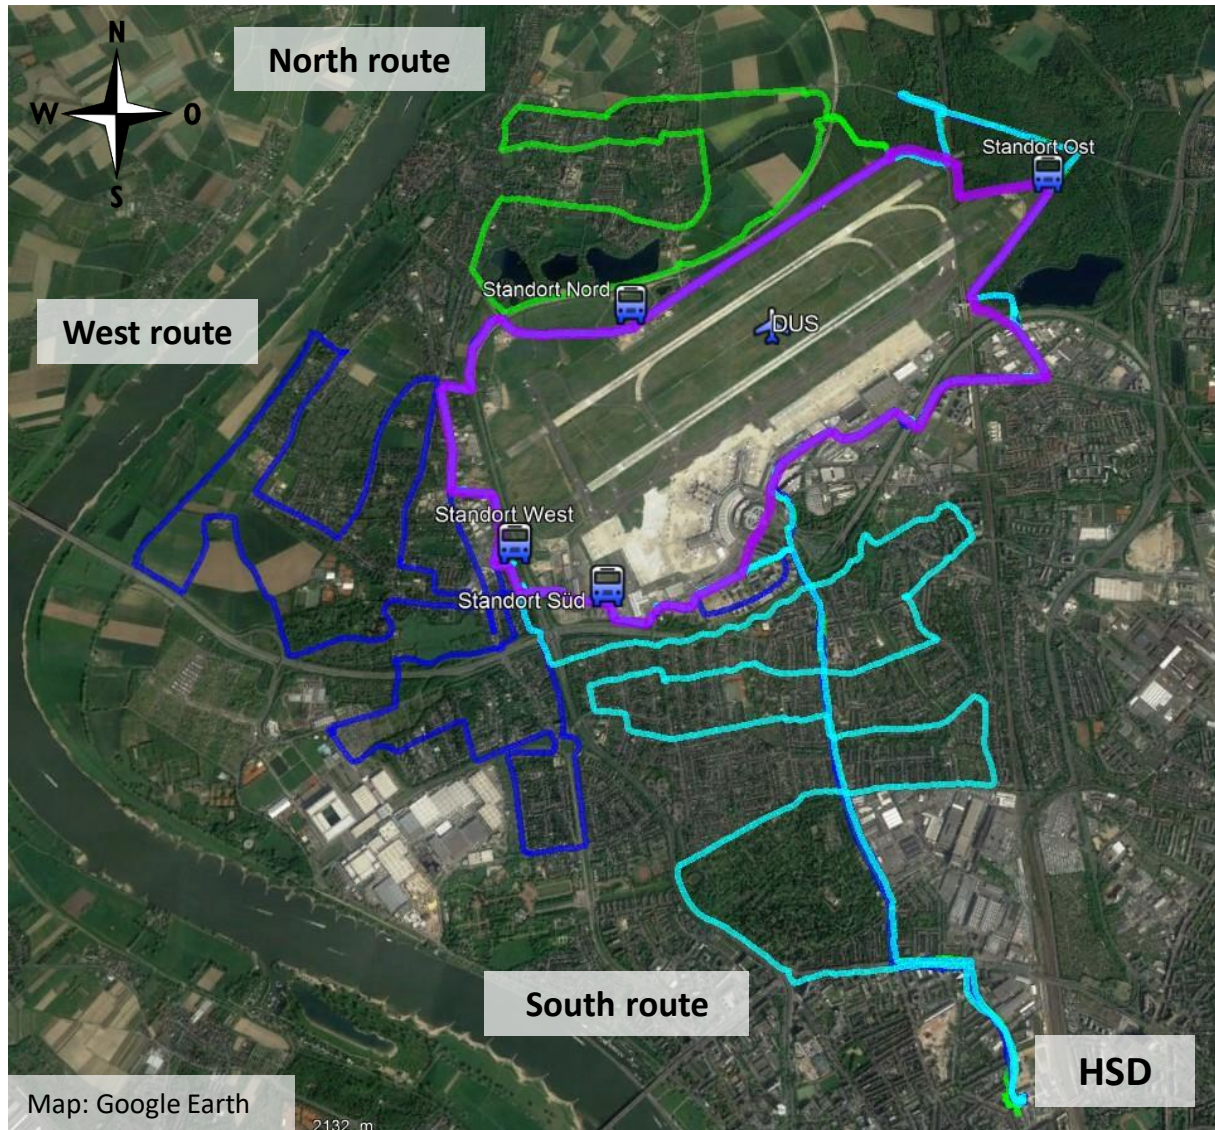 N
North route
W
O
S
Standort Ost
Standort Nord
West route
DUS
Standort West
Standort Süd
South route
HSD
Map: Google Earth
2132 m